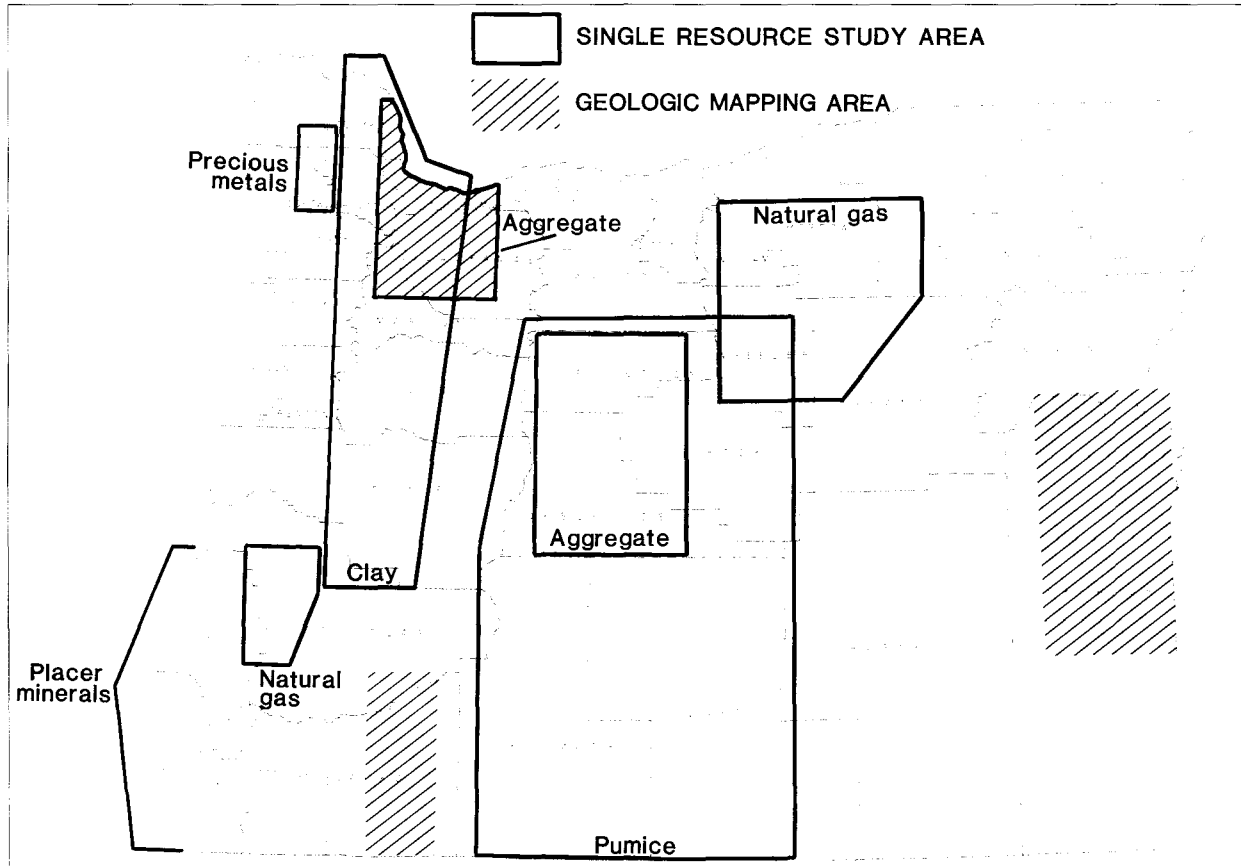 SINGLE RESOURCE STUDY AREA
GEOLOGIC MAPPING AREA
Precious
metals
Aggregate
Natural gas
Aggregate
Clay
Placer
minerals
Natural
gas
Pumice